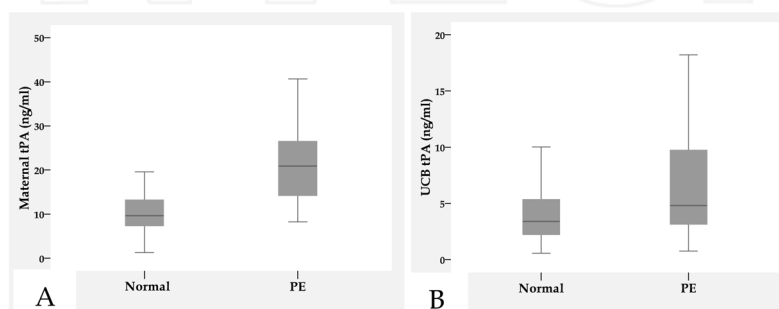 Maternal tPA (ng/ml)
50
40
30
20
10
0
Normal
PE
A
UCB tPA (ng/ml)
20
15
10
5
0
Normal
PE
B